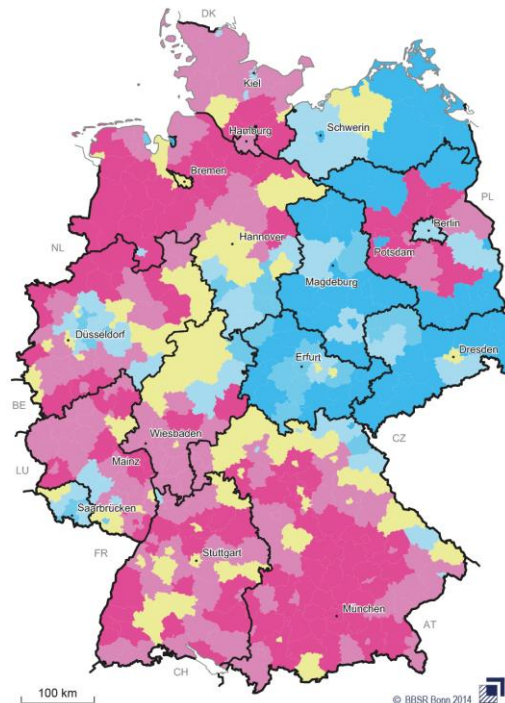 DK
Kiel
Schwerin
Hamburg
Bremen
PL
Berlin
Hannover
Potsdam
NL
Magdeburg
Düsseldorf
Erfurt
Dresden
BE
Wiesbaden
CZ
LU
Mainz
Saarbrücken
FR
Stuttgart
München
AT
CH
100 km
© BBSR Bonn 2014